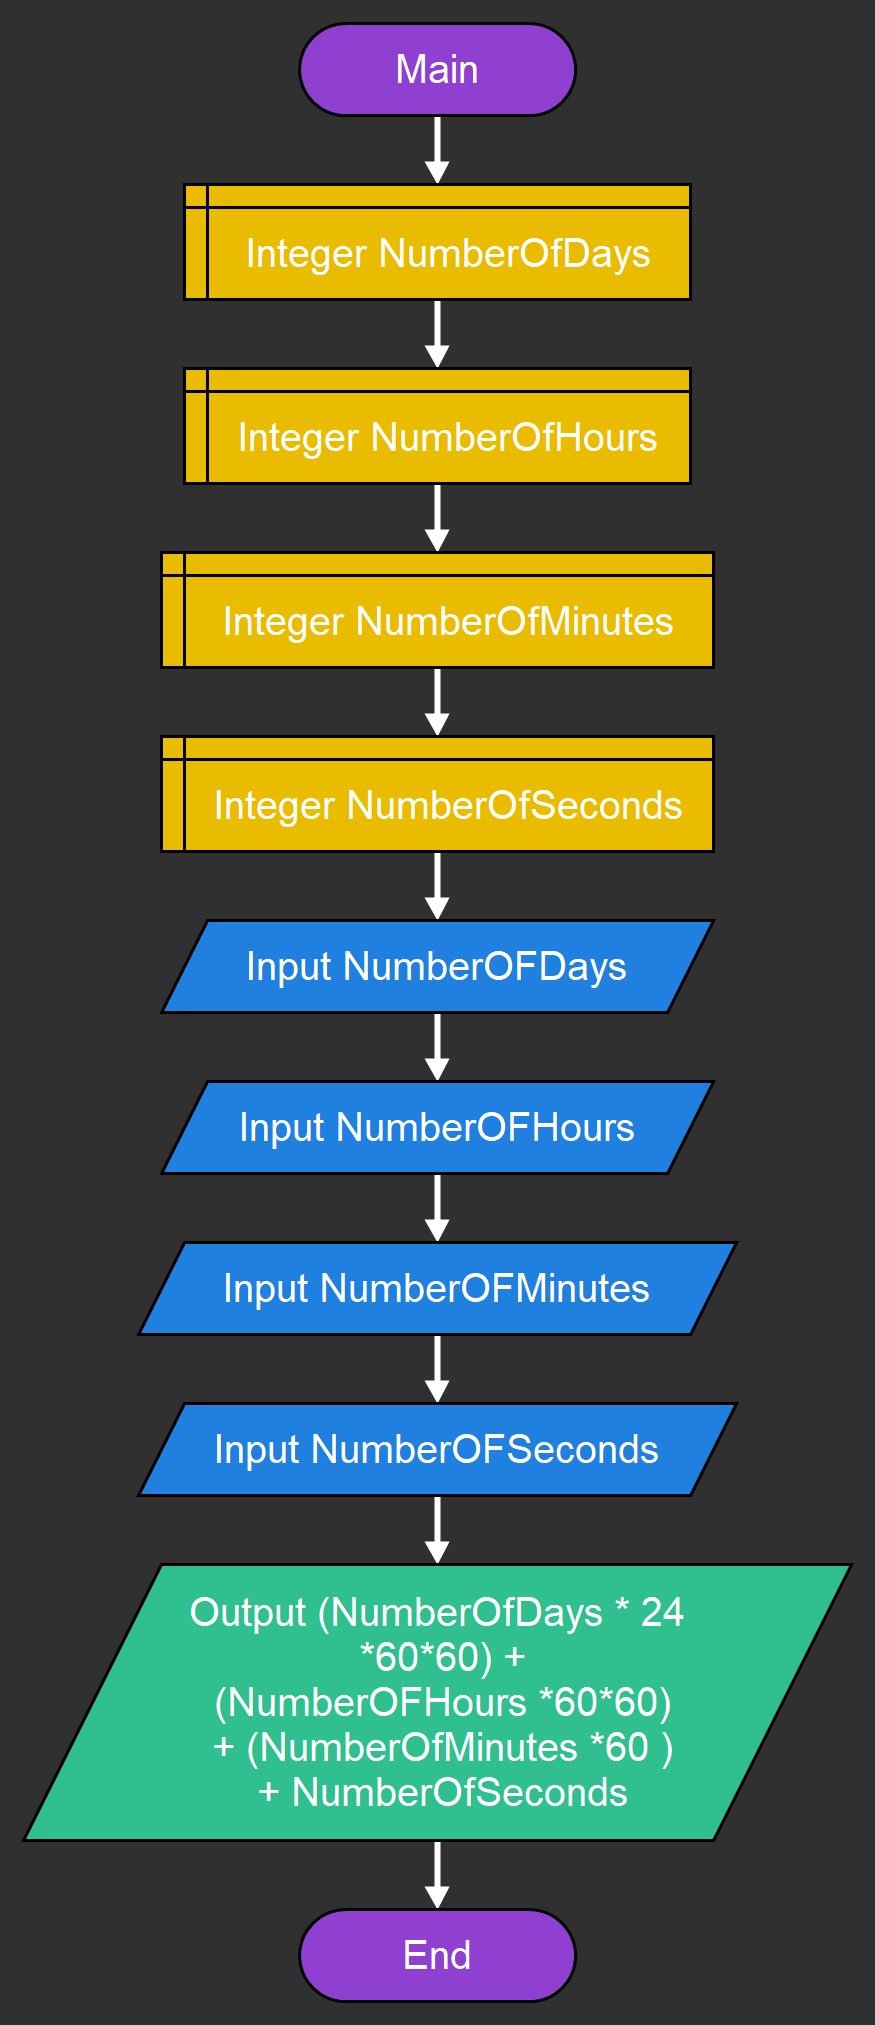 Main
Integer NumberOfDays
Integer NumberOfHours
Integer NumberOfMinutes
Integer NumberOfSeconds
Input NumberOFDays
Input NumberOFHours
Input NumberOFMinutes
Input NumberOFSeconds
Output (NumberOfDays * 24
*60*60) +
(NumberOFHours *60*60)
+ (NumberOfMinutes *60 )
+ NumberOfSeconds
End